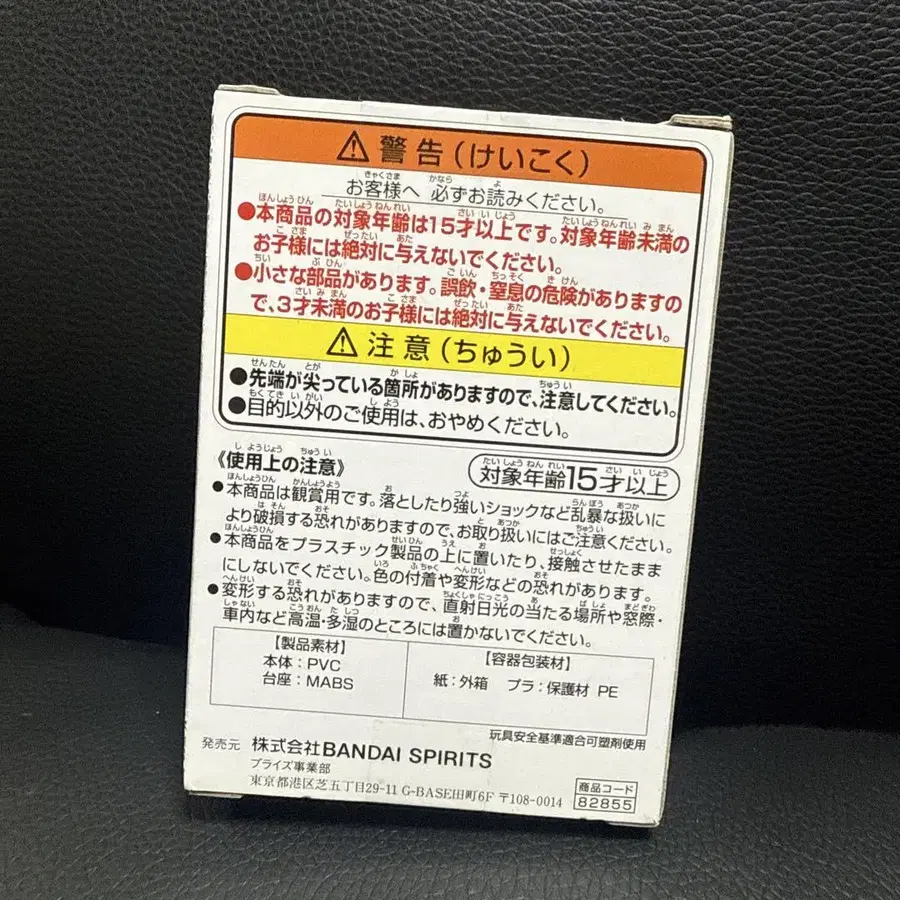 ⚠警告(けいこく)
お客様へ 必ずお読みください。
●本商品の対象年齢は15才以上です。対象年齢未満の
お子様には絶対に与えないでください。
●小さな部品があります。誤飲・窒息の危険がありますの
で、3才未満のお子様には絶対に与えないでください。
⚠注意(ちゅうい)
●先端が尖っている箇所がありますので、注意してください。
●目的以外のご使用は、おやめください。
《使用上の注意》
対象年齢15才以上
●本商品は観賞用です。落としたり強いショックなど乱暴な扱いに
より破損する恐れがありますので、お取り扱いにはご注意ください。
●本商品をプラスチック製品の上に置いたり、接触させたまま
にしないでください。色の付着や変形などの恐れがあります。
●変形する恐れがありますので、直射日光の当たる場所や窓際・
車内など高温・多湿のところには置かないでください。
【製品素材】
本体:PVC
台座:MABS
【容器包装材】
紙:外箱 プラ:保護材 PE
玩具安全基準適合可塑剤使用
発売元 株式会社BANDAI SPIRITS
プライズ事業部
東京都港区芝五丁目29-11 G-BASE田町6F 〒108-0014
商品コード
82855